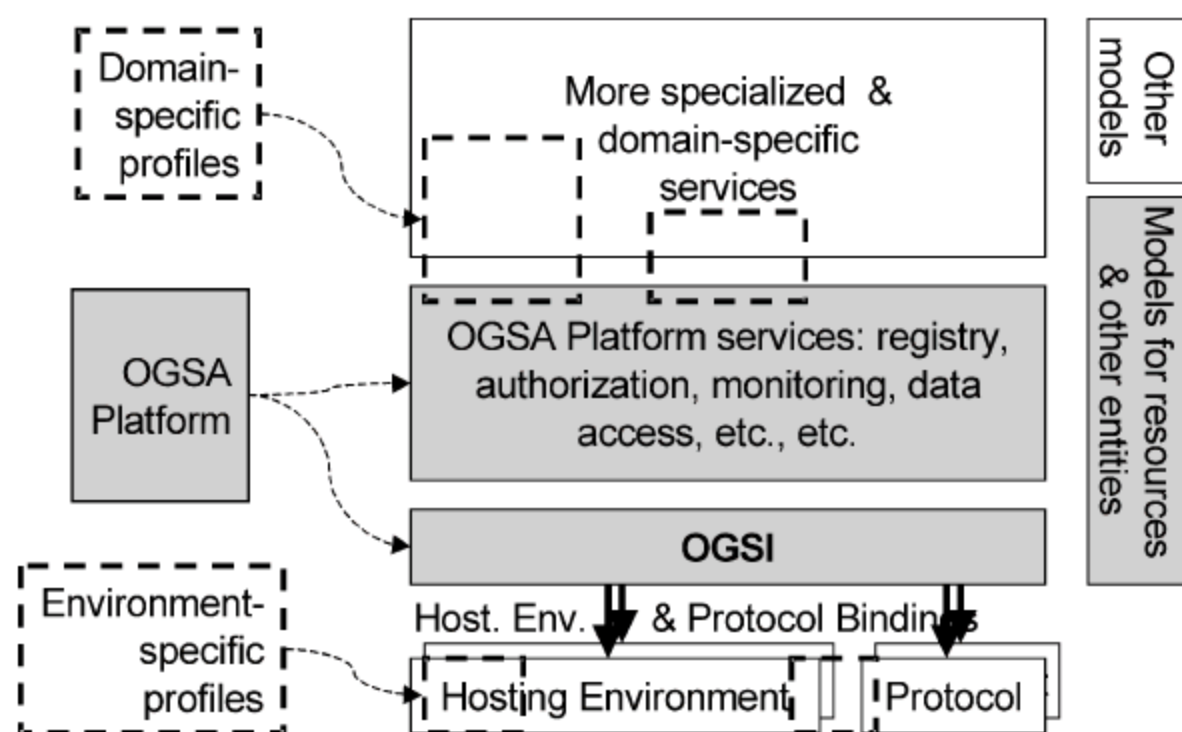 Domain-
specific
profiles
More specialized &
domain-specific
services
Other
models
OGSA
Platform
OGSA Platform services: registry,
authorization, monitoring, data
access, etc., etc.
Models for resources
& other entities
OGSI
Environment-
specific
profiles
Host. Env. & Protocol Bindings
Hosting Environment
Protocol